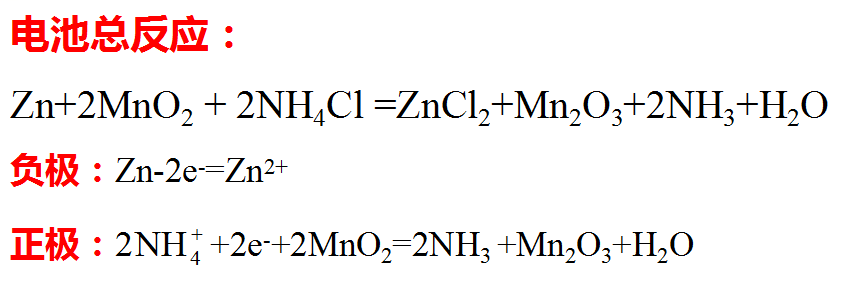 电池总反应：
Zn+2MnO₂ + 2NH₄Cl =ZnCl₂+Mn₂O₃+2NH₃+H₂O
负极：Zn-2e⁻=Zn²⁺
正极：2NH₄⁺+2e⁻+2MnO₂=2NH₃ +Mn₂O₃+H₂O